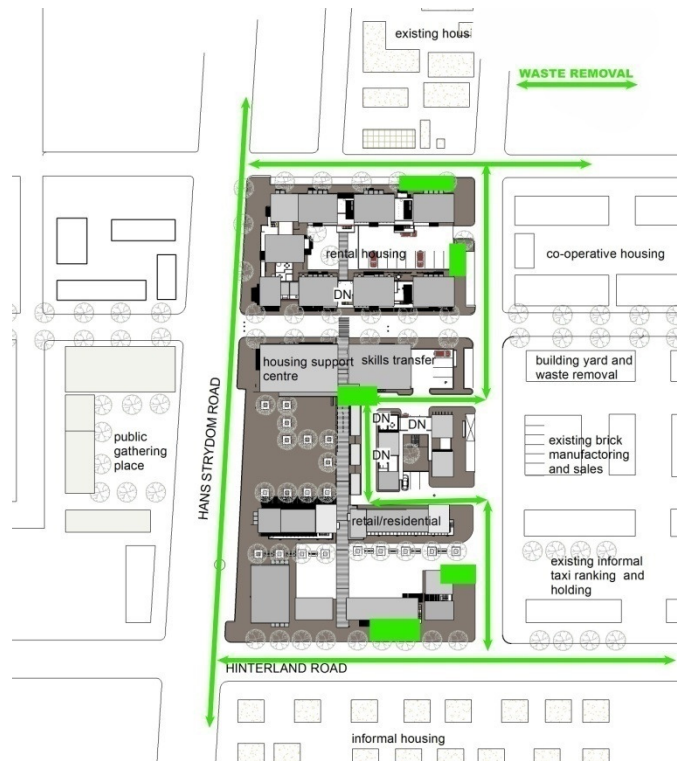 existing housi
WASTE REMOVAL
rental housing
co-operative housing
DN
housing support
centre
skills transfer
building yard and
waste removal
HANS STRYDOM ROAD
public
gathering
place
DN
DN
DN
existing brick
manufactoring
and sales
retail/residential
existing informal
taxi ranking and
holding
HINTERLAND ROAD
informal housing